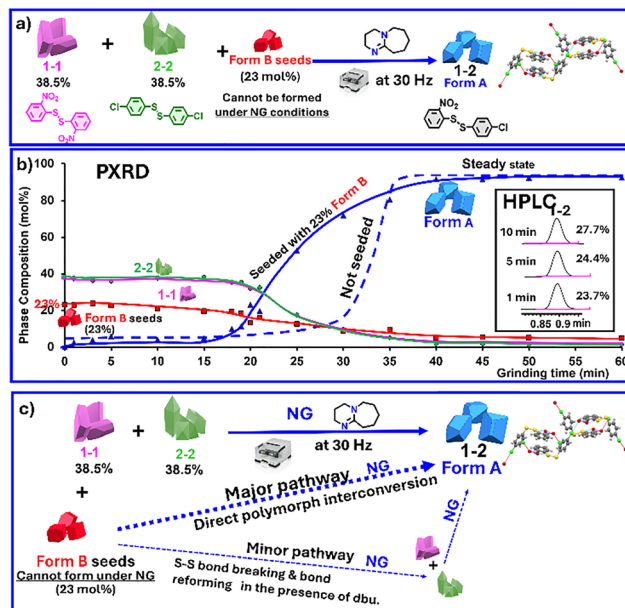 a)
+
+
1-1
38.5%
2-2
38.5%
Form B seeds
(23 mol%)
Cannot be formed
under NG conditions
at 30 Hz
1-2
Form A
NO2
S
S
NO2
Cl
S
S
Cl
NO2
S
S
Cl
N
N
b)
PXRD
Phase Composition (mol%)
100
80
60
40
20
0
23%
2-2
1-1
Form B seeds
(23%)
Seeded with 23% Form B
Not seeded
Steady state
Form A
HPLC
1-2
10 min 27.7%
5 min 24.4%
1 min 23.7%
0.85 0.9 min
0 5 10 15 20 25 30 35 40 45 50 55 60
Grinding time (min)
c)
1-1
38.5%
+
2-2
38.5%
NG
N
N
at 30 Hz
1-2
Form A
+
Major pathway
NG
Direct polymorph interconversion
Form B seeds
Cannot form under NG
(23 mol%)
Minor pathway
NG
S-S bond breaking & bond
reforming in the presence of dbu.
+
NG